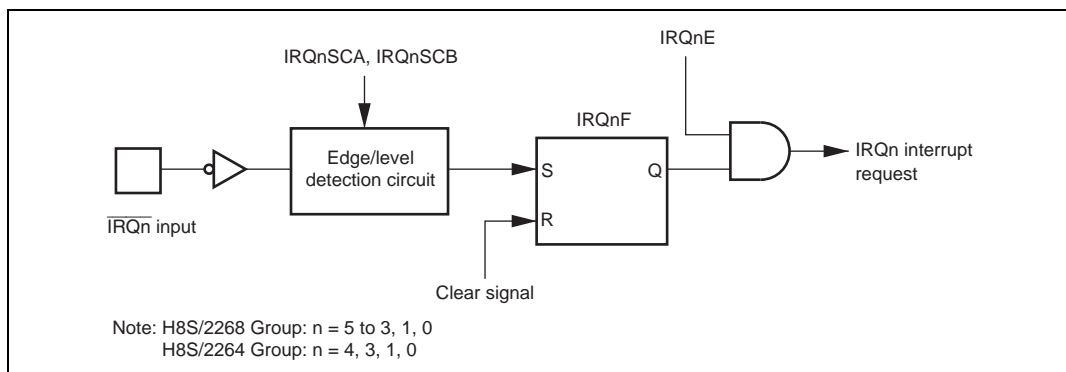 IRQnE
IRQnSCA, IRQnSCB
IRQnF
Edge/level
detection circuit
S
Q
R
IRQn interrupt
request
IRQn input
Clear signal
Note: H8S/2268 Group: n = 5 to 3, 1, 0
H8S/2264 Group: n = 4, 3, 1, 0